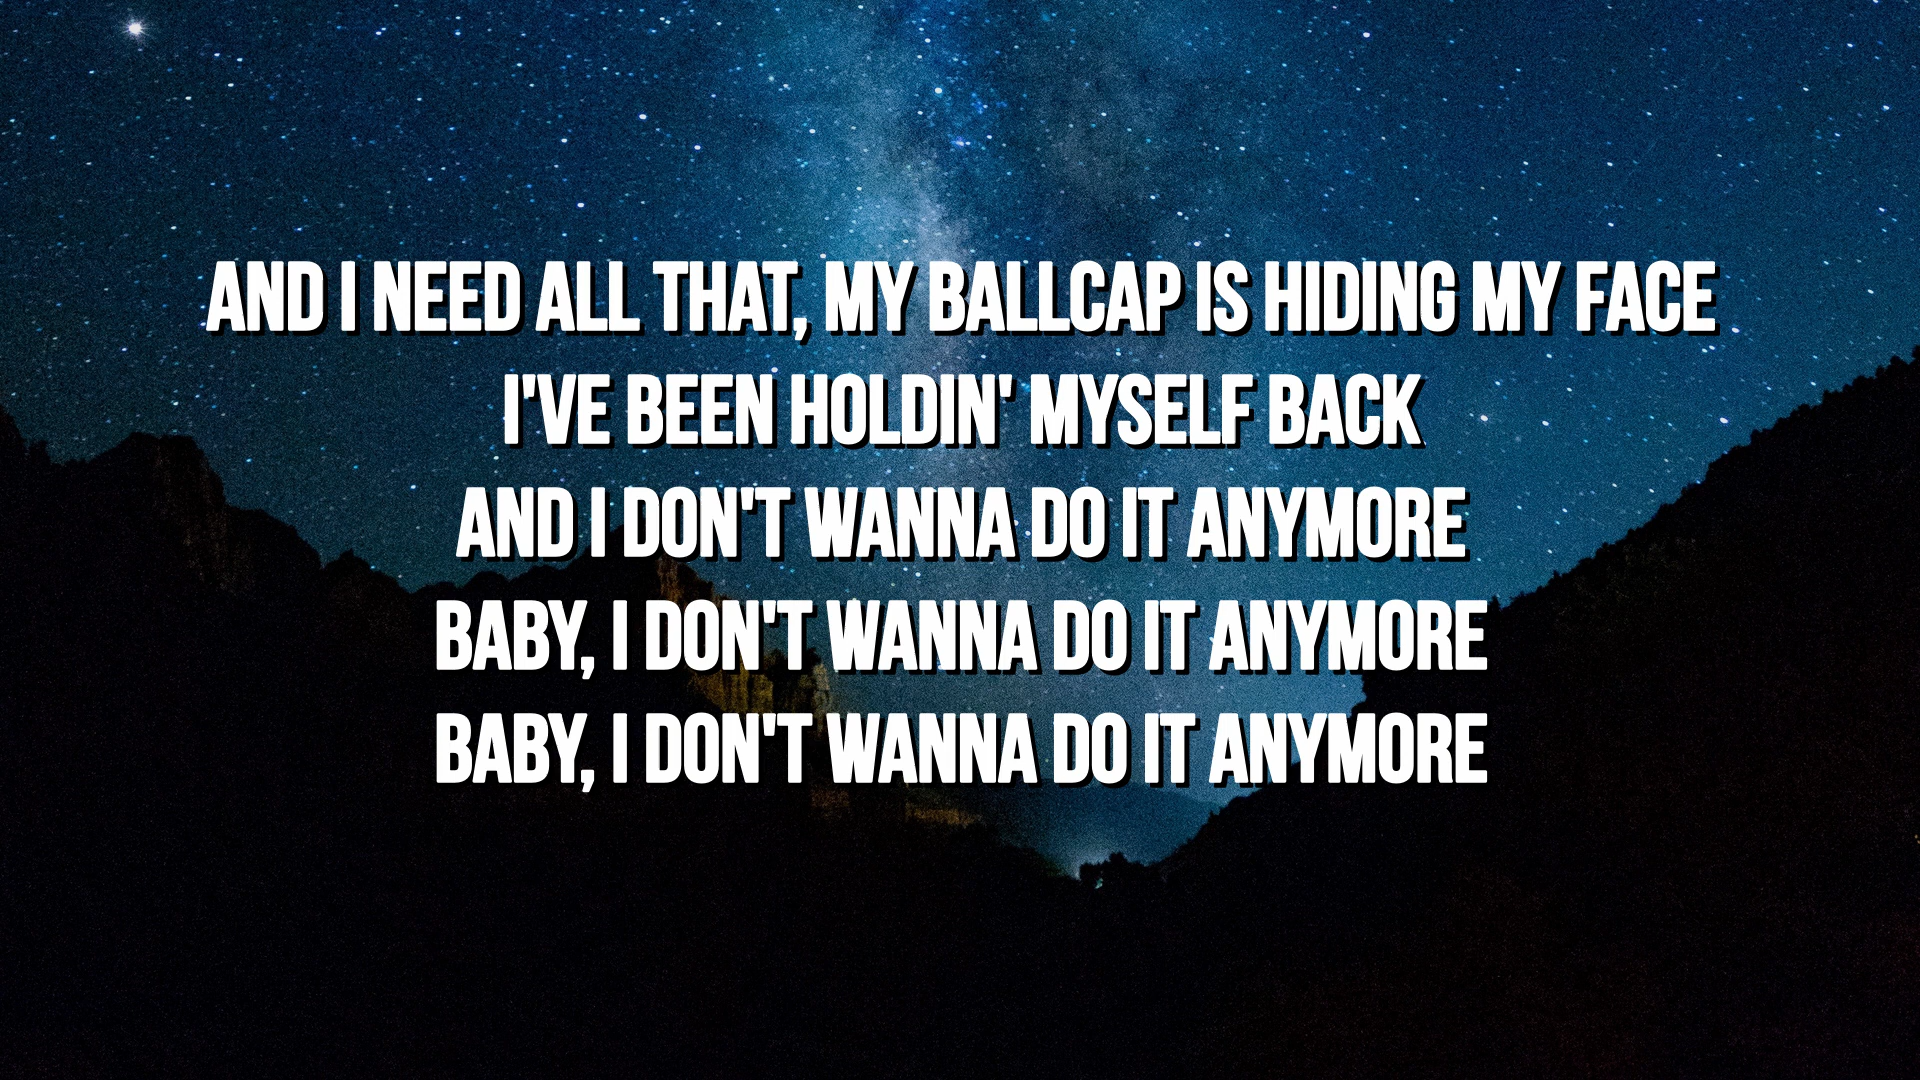 AND I NEED ALL THAT, MY BALLCAP IS HIDING MY FACE
I'VE BEEN HOLDIN' MYSELF BACK
AND I DON'T WANNA DO IT ANYMORE
BABY, I DON'T WANNA DO IT ANYMORE
BABY, I DON'T WANNA DO IT ANYMORE